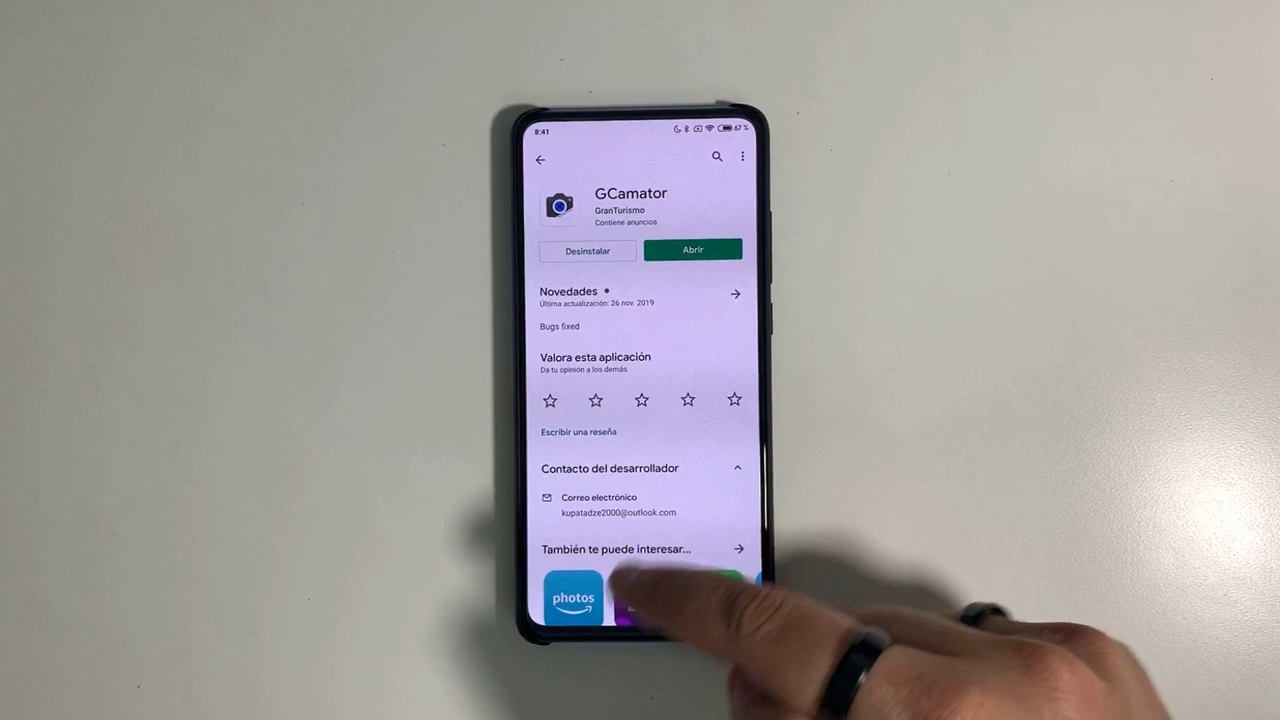 8:41
67 %
GCamator
GranTurismo
Contiene anuncios
Desinstalar
Abrir
Novedades
Última actualización: 26 nov. 2019
Bugs fixed
Valora esta aplicación
Da tu opinión a los demás
Escribir una reseña
Contacto del desarrollador
Correo electrónico
kupatadze2000@outlook.com
También te puede interesar...
photos